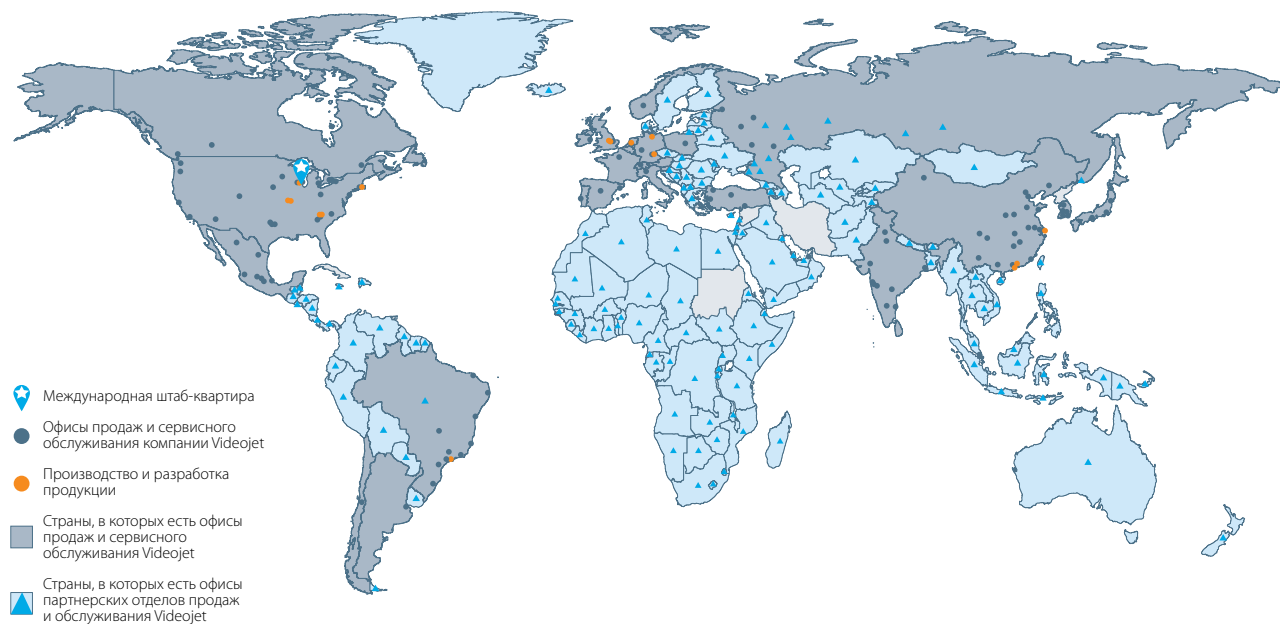 Международная штаб-квартира
Офисы продаж и сервисного
обслуживания компании Videojet
Производство и разработка
продукции
Страны, в которых есть офисы
продаж и сервисного
обслуживания Videojet
Страны, в которых есть офисы
партнерских отделов продаж
и обслуживания Videojet